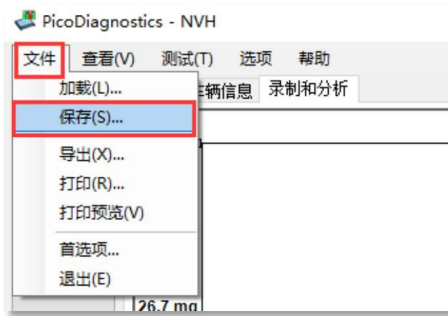 PicoDiagnostics - NVH
文件 查看(V) 测试(T) 选项 帮助
加载(L)... 车辆信息 录制和分析
保存(S)...
导出(X)...
打印(R)...
打印预览(V)
首选项...
退出(E)
26.7 mg